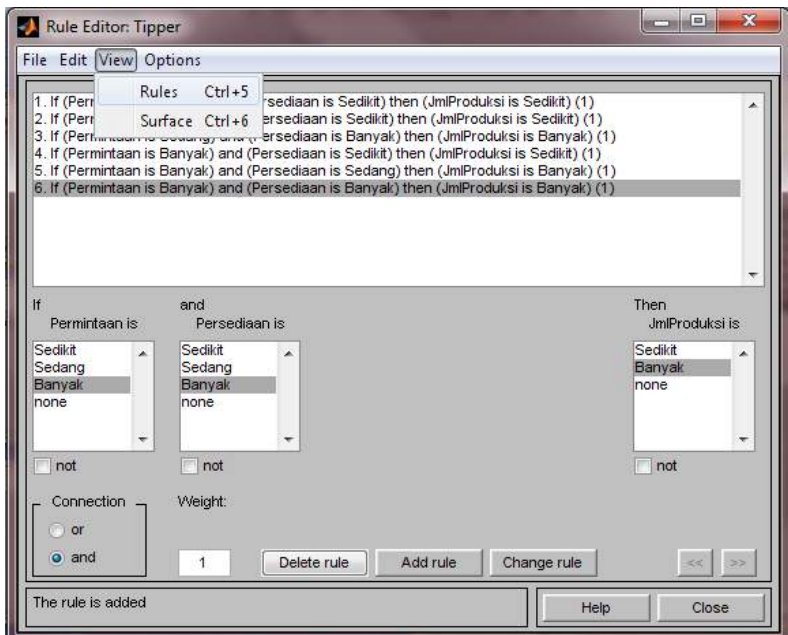 Rule Editor: Tipper
File Edit View Options
Rules Ctrl+5
Surface Ctrl+6
1. If (Perm rsediaan is Sedikit) then (JmlProduksi is Sedikit) (1)
2. If (Perm ersediaan is Sedikit) then (JmlProduksi is Sedikit) (1)
3. If (Permintaan is Sedang) and (Persediaan is Banyak) then (JmlProduksi is Banyak) (1)
4. If (Permintaan is Banyak) and (Persediaan is Sedikit) then (JmlProduksi is Sedikit) (1)
5. If (Permintaan is Banyak) and (Persediaan is Sedang) then (JmlProduksi is Banyak) (1)
6. If (Permintaan is Banyak) and (Persediaan is Banyak) then (JmlProduksi is Banyak) (1)
If and Then
Permintaan is Persediaan is JmlProduksi is
Sedikit Sedikit Sedikit
Sedang Sedang Banyak
Banyak Banyak none
none none
not not not
Connection Weight:
or
and 1 Delete rule Add rule Change rule << >>
The rule is added Help Close